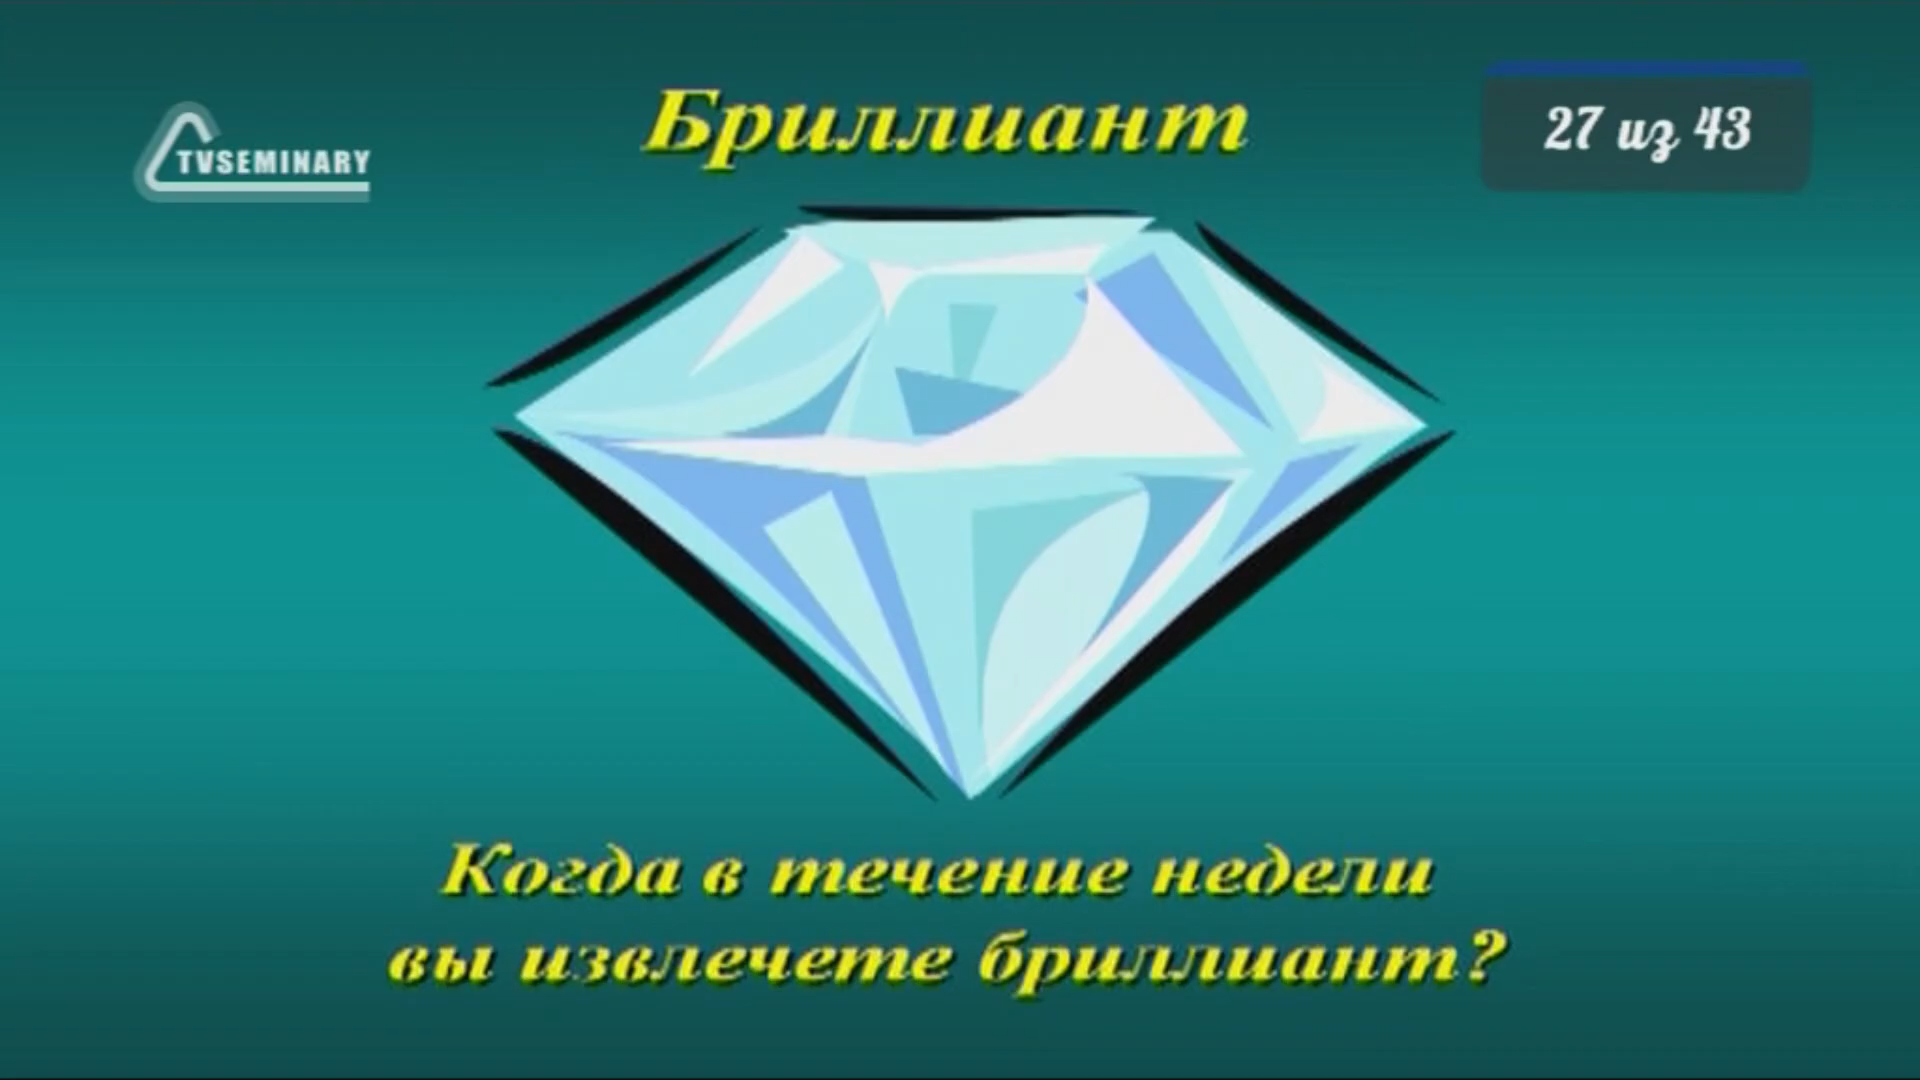 Бриллиант
27 из 43
TVSEMINARY
Когда в течение недели
вы извлечете бриллиант?